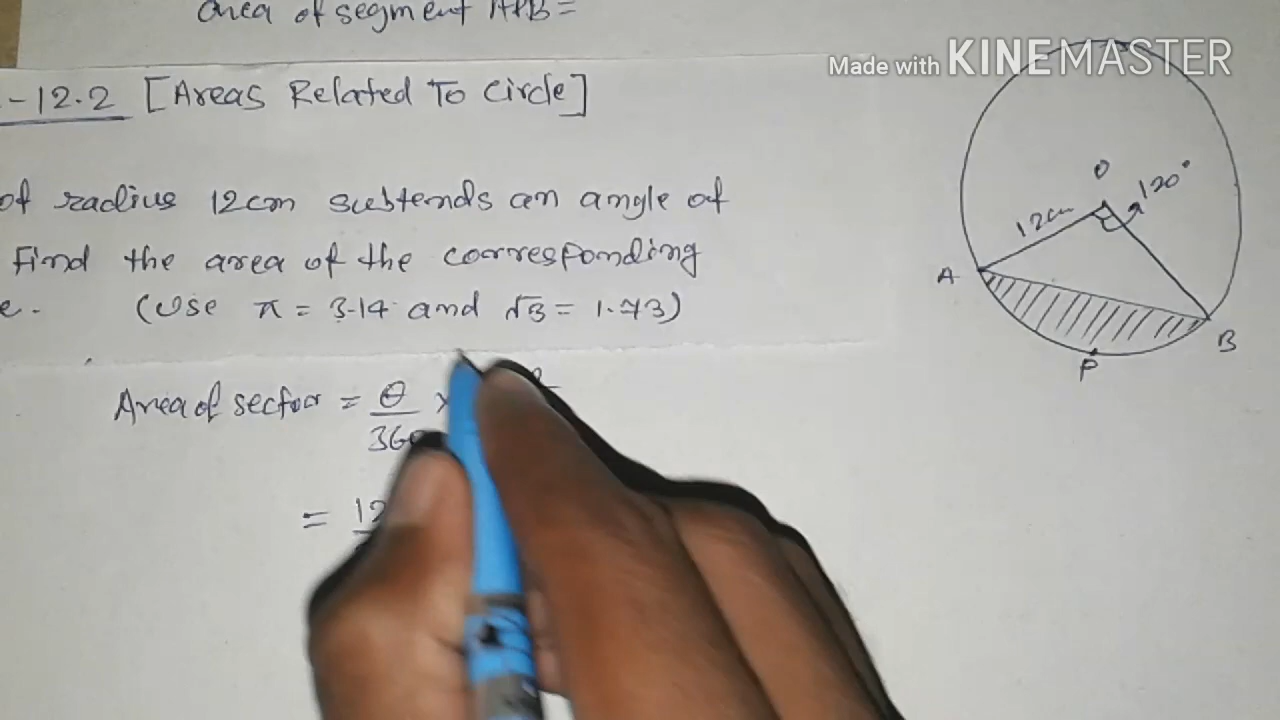 area of segment APB =
Made with KINEMASTER
-12.2 [Areas Related To Circle]
of radius 12cm subtends an angle of
Find the area of the corresponding
e. (Use π = 3.14 and √3 = 1.73)
O
120°
12cm
A
B
P
Area of sector = θ/360 ×
= 12